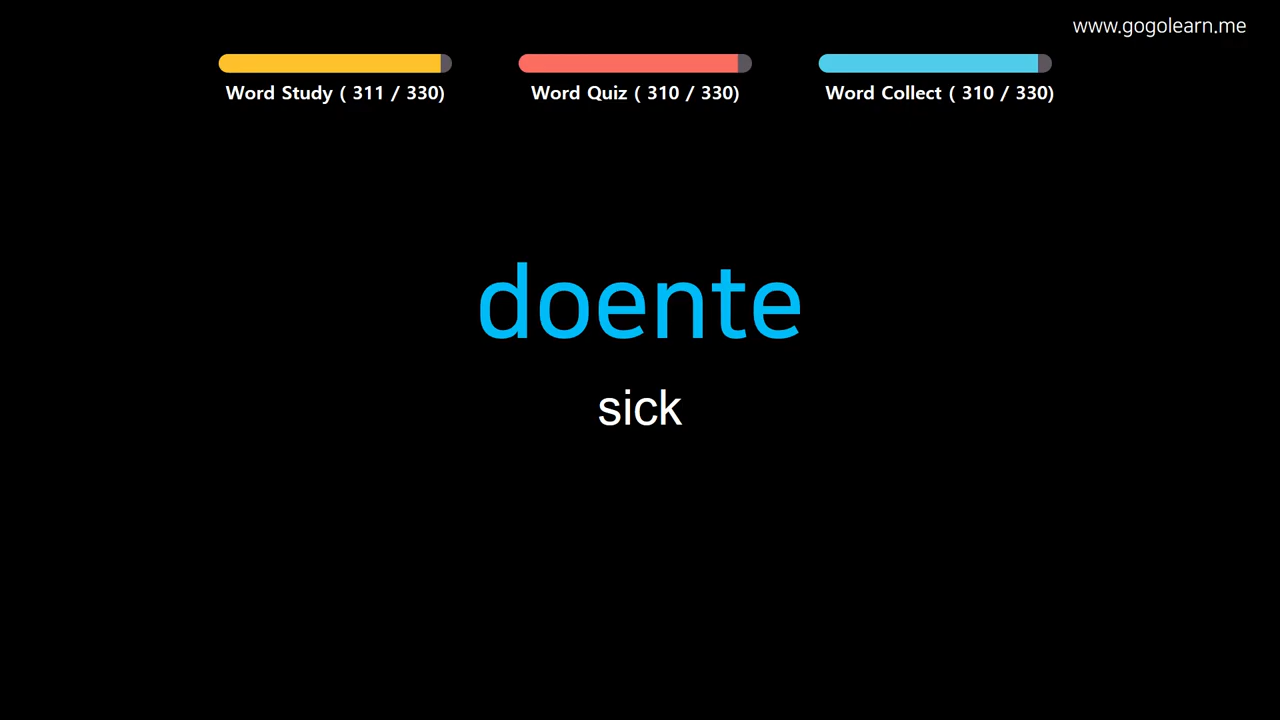 www.gogolearn.me
Word Study ( 311 / 330)
Word Quiz ( 310 / 330)
Word Collect ( 310 / 330)
doente
sick